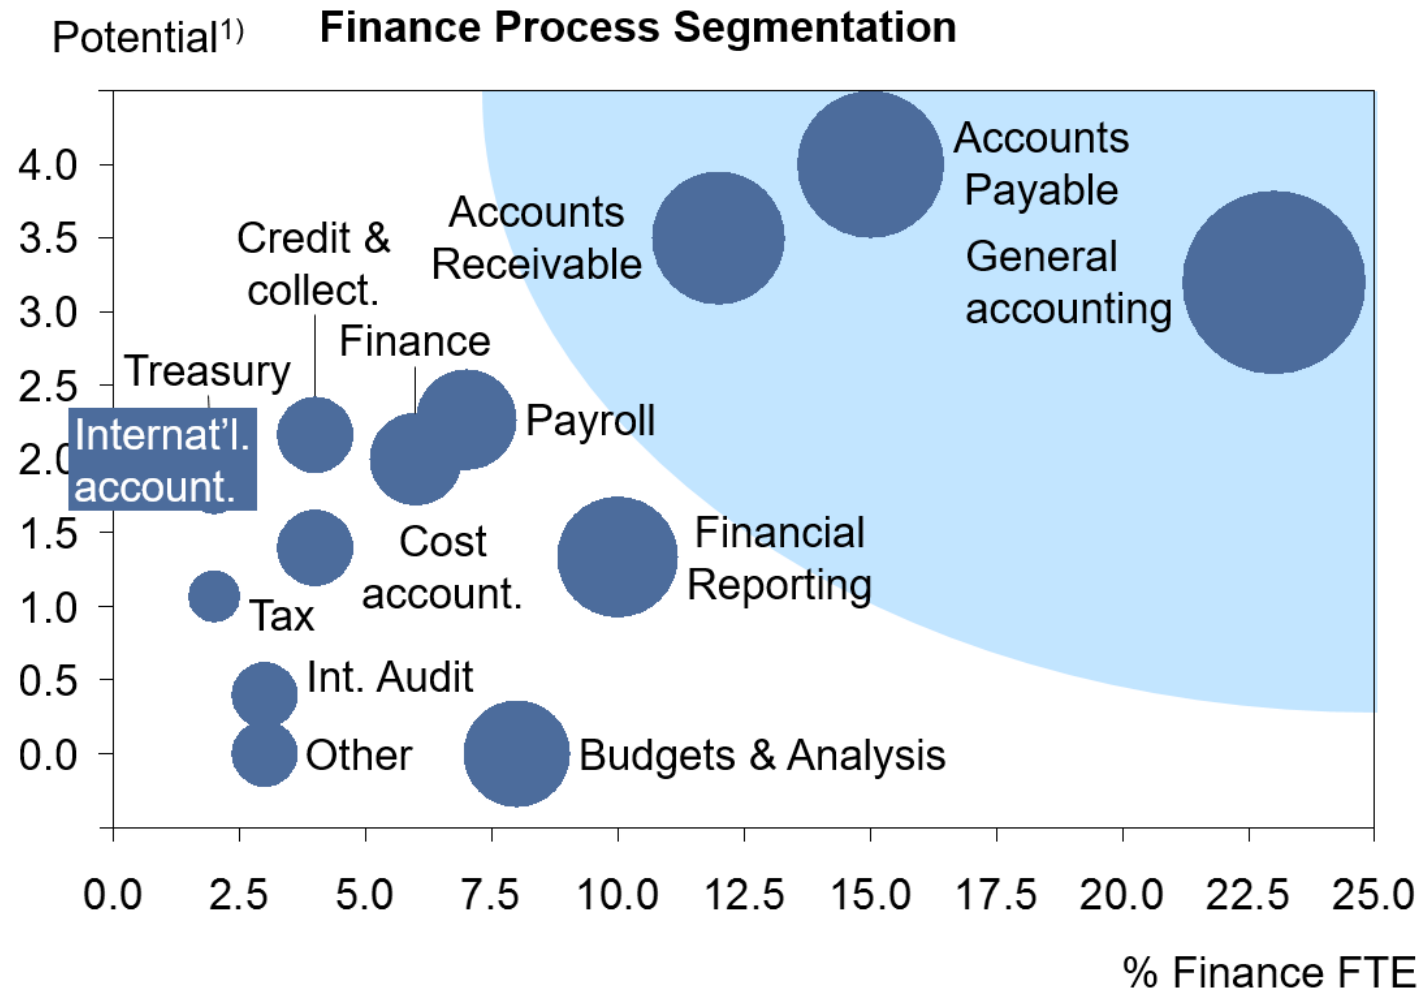 Potential1)
Finance Process Segmentation
4.0
3.5
3.0
2.5
2.0
1.5
1.0
0.5
0.0
Accounts
Payable
Accounts
Receivable
General
accounting
Credit &
collect.
Finance
Treasury
Internat’l.
account.
Payroll
Cost
account.
Financial
Reporting
Tax
Int. Audit
Other
Budgets & Analysis
0.0 2.5 5.0 7.5 10.0 12.5 15.0 17.5 20.0 22.5 25.0
% Finance FTE